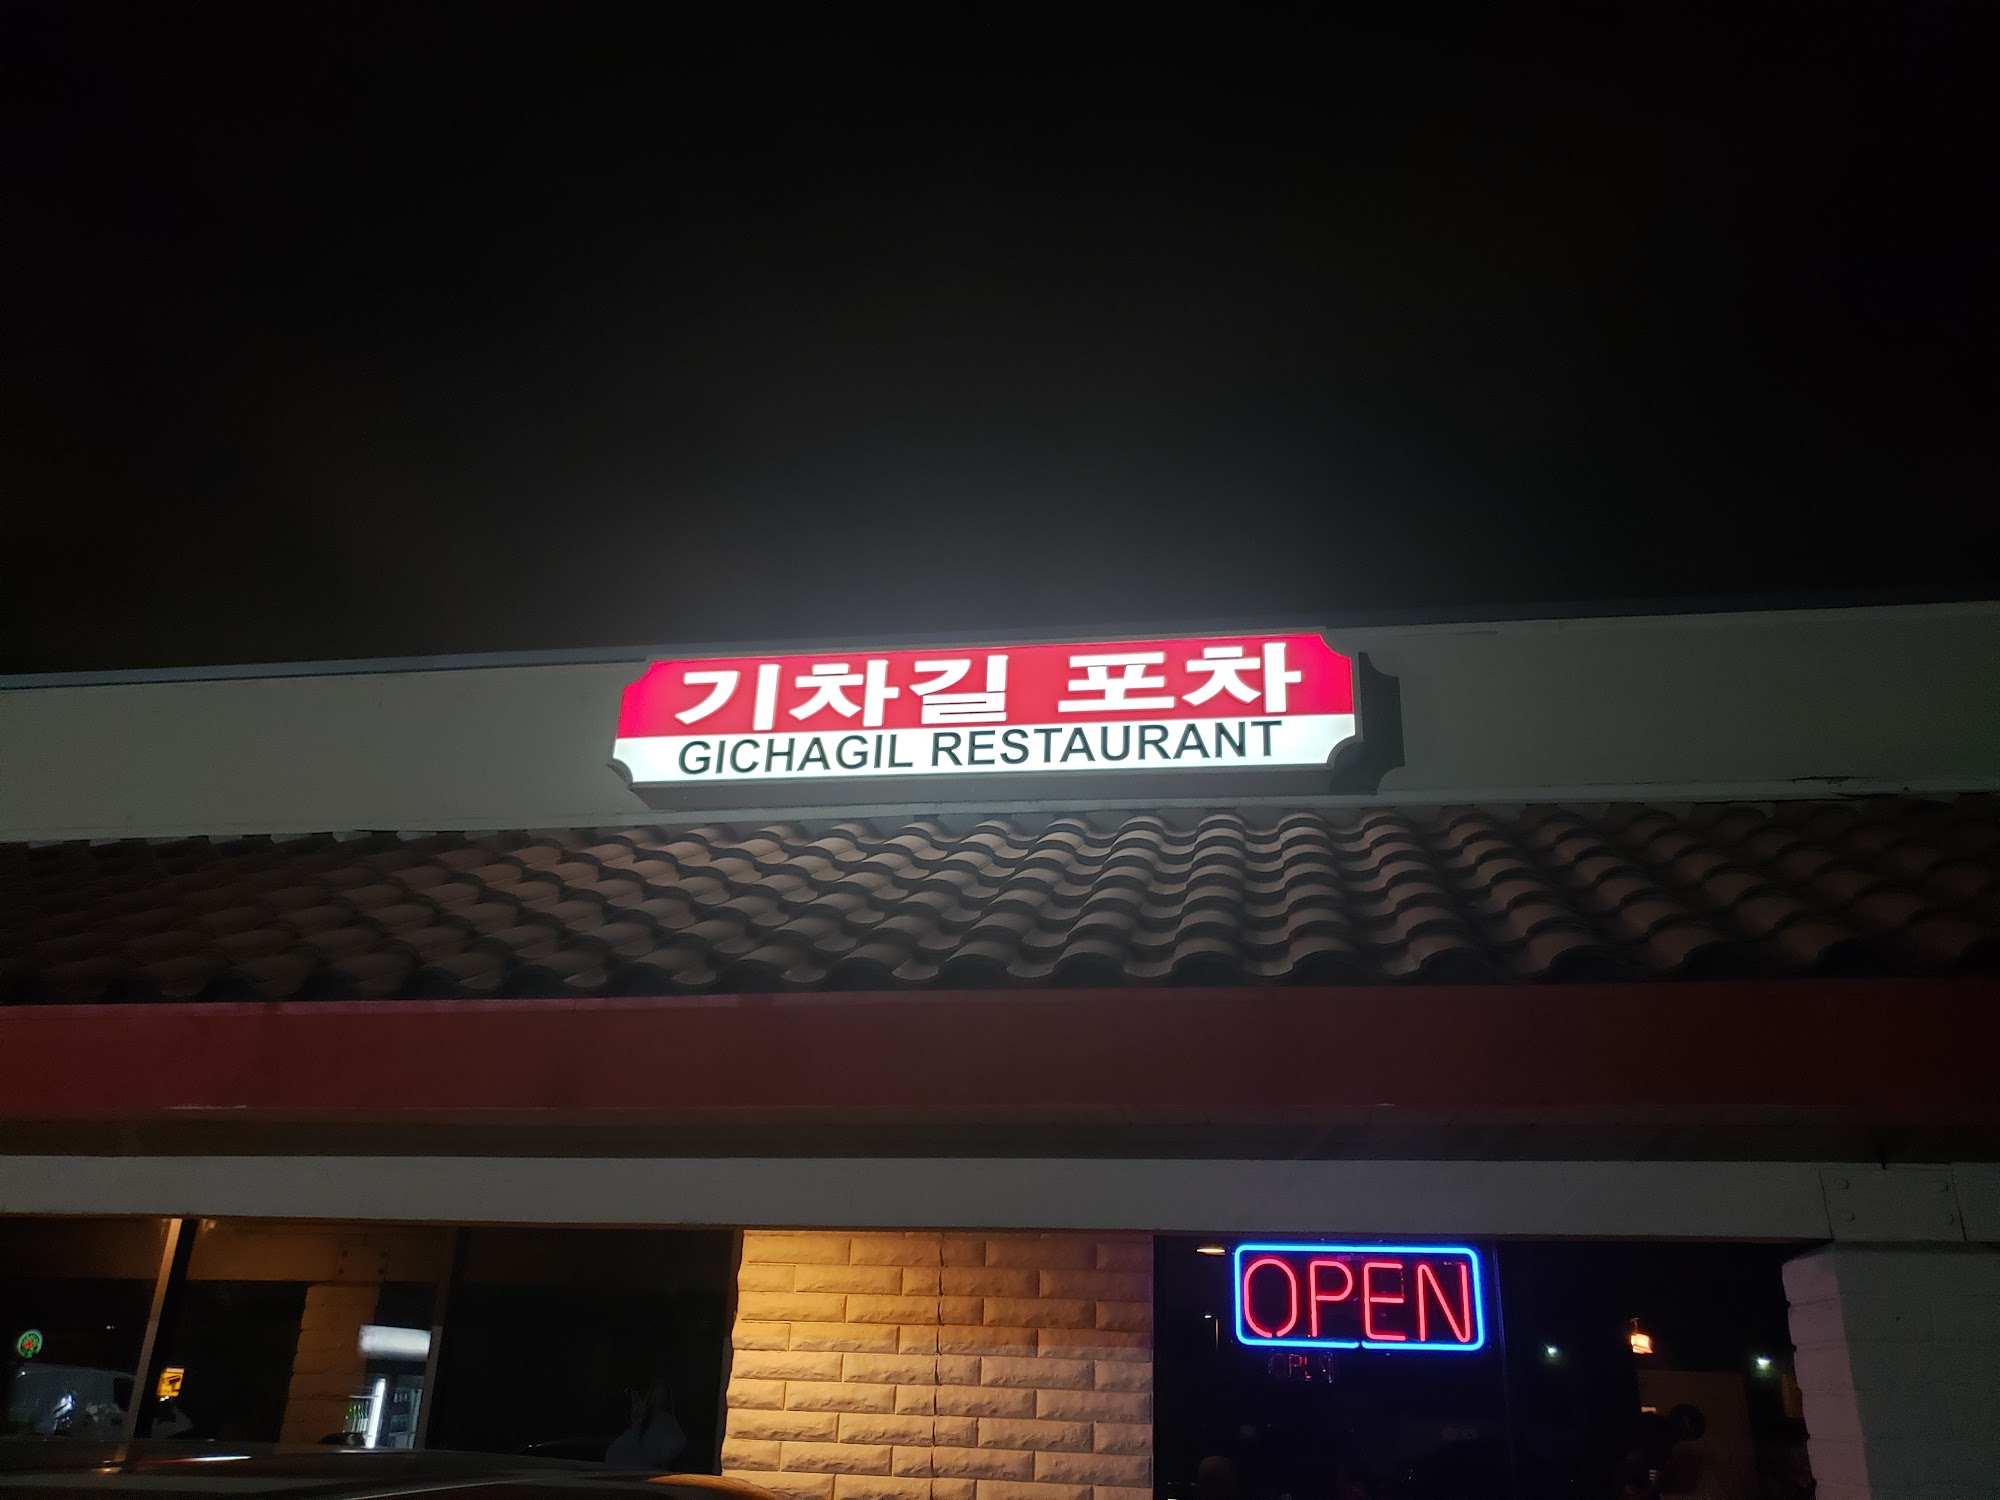 기차길 포차
GICHAGIL RESTAURANT
OPEN